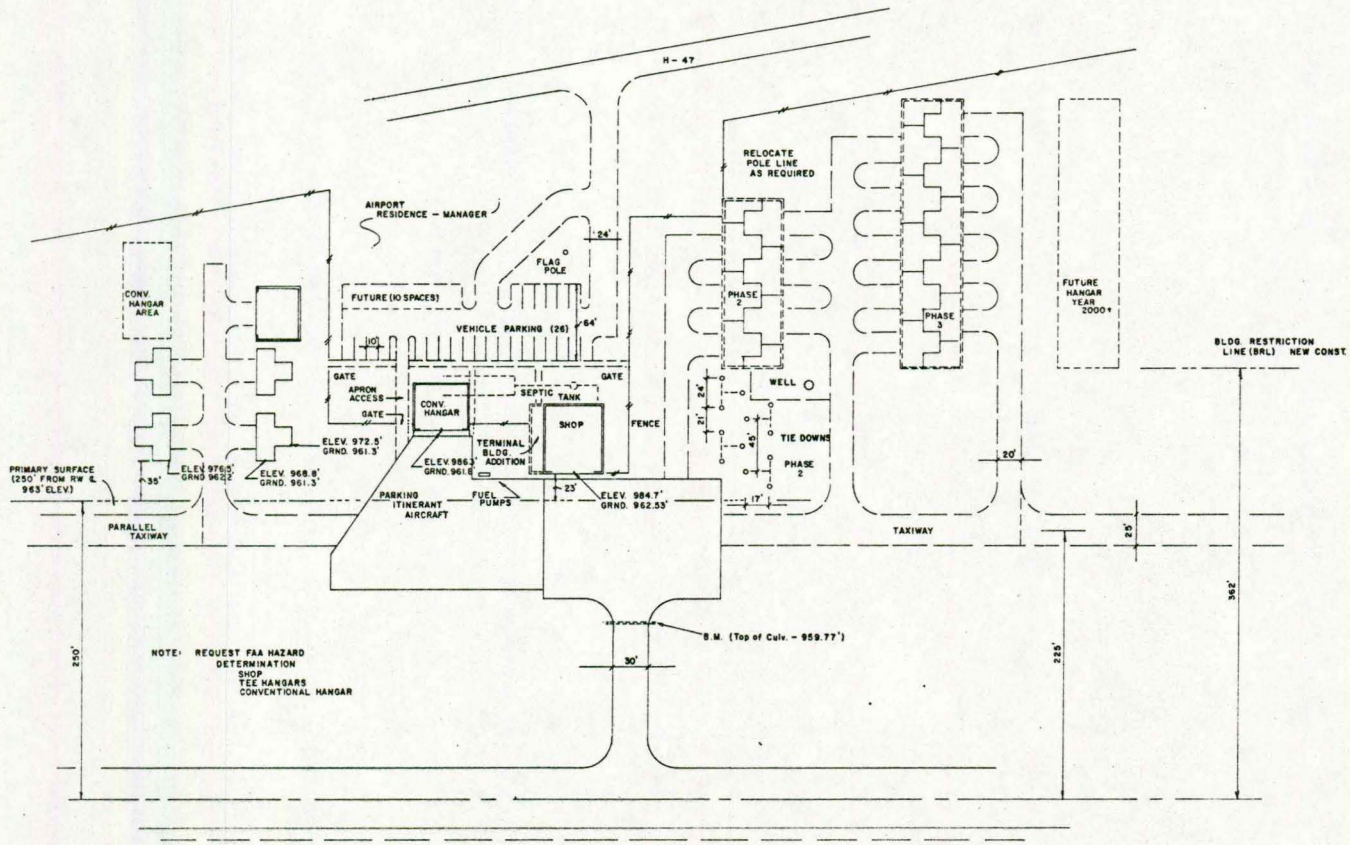 H - 47
RELOCATE
POLE LINE
AS REQUIRED
AIRPORT
RESIDENCE - MANAGER
24'
FLAG
POLE
CONV.
HANGAR
AREA
FUTURE (10 SPACES)
VEHICLE PARKING (26)
64'
10'
PHASE
2
PHASE
3
FUTURE
HANGAR
YEAR
2000+
BLDG. RESTRICTION
LINE (BRL) NEW CONST.
GATE
APRON
ACCESS
GATE
CONV.
HANGAR
SEPTIC
TANK
GATE
SHOP
FENCE
TERMINAL
BLDG.
ADDITION
24'
21'
WELL
45'
TIE DOWNS
PHASE
2
17'
20'
ELEV. 972.5'
GRND. 961.3'
ELEV. 976.5'
GRND 962.2'
ELEV. 968.8'
GRND. 961.3'
PRIMARY SURFACE
(250' FROM RW ℄
963' ELEV.)
35'
GRND. 961.8'
PARKING
ITINERANT
AIRCRAFT
FUEL
PUMPS
23'
ELEV. 984.7'
GRND. 962.53'
PARALLEL
TAXIWAY
TAXIWAY
25'
362'
225'
250'
B.M. (Top of Culv. - 959.77')
30'
NOTE: REQUEST FAA HAZARD
DETERMINATION
SHOP
TEE HANGARS
CONVENTIONAL HANGAR